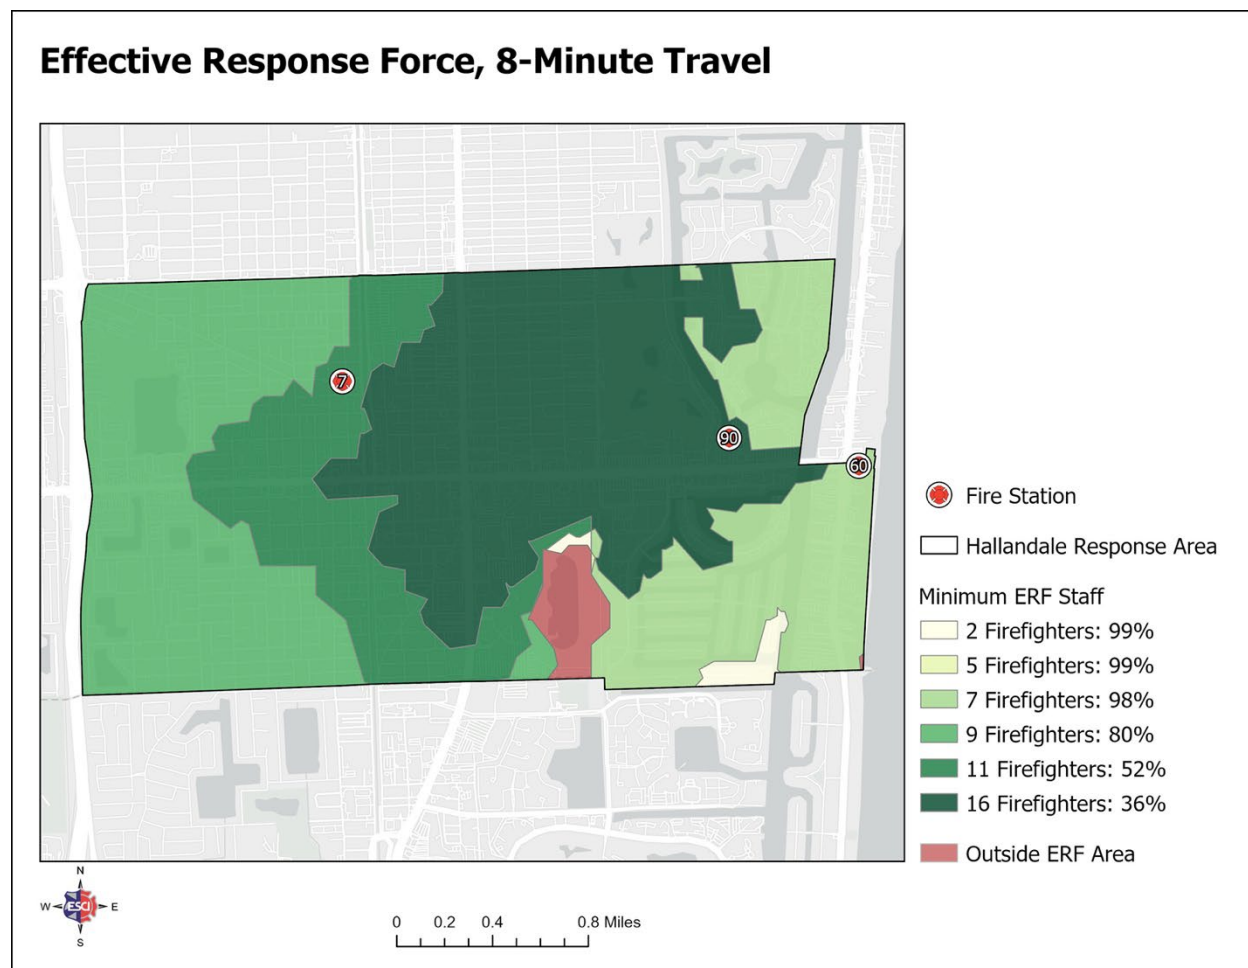 Effective Response Force, 8-Minute Travel
7
90
60
Fire Station
Hallandale Response Area
Minimum ERF Staff
2 Firefighters: 99%
5 Firefighters: 99%
7 Firefighters: 98%
9 Firefighters: 80%
11 Firefighters: 52%
16 Firefighters: 36%
Outside ERF Area
N
W ESCI E
S
0 0.2 0.4 0.8 Miles